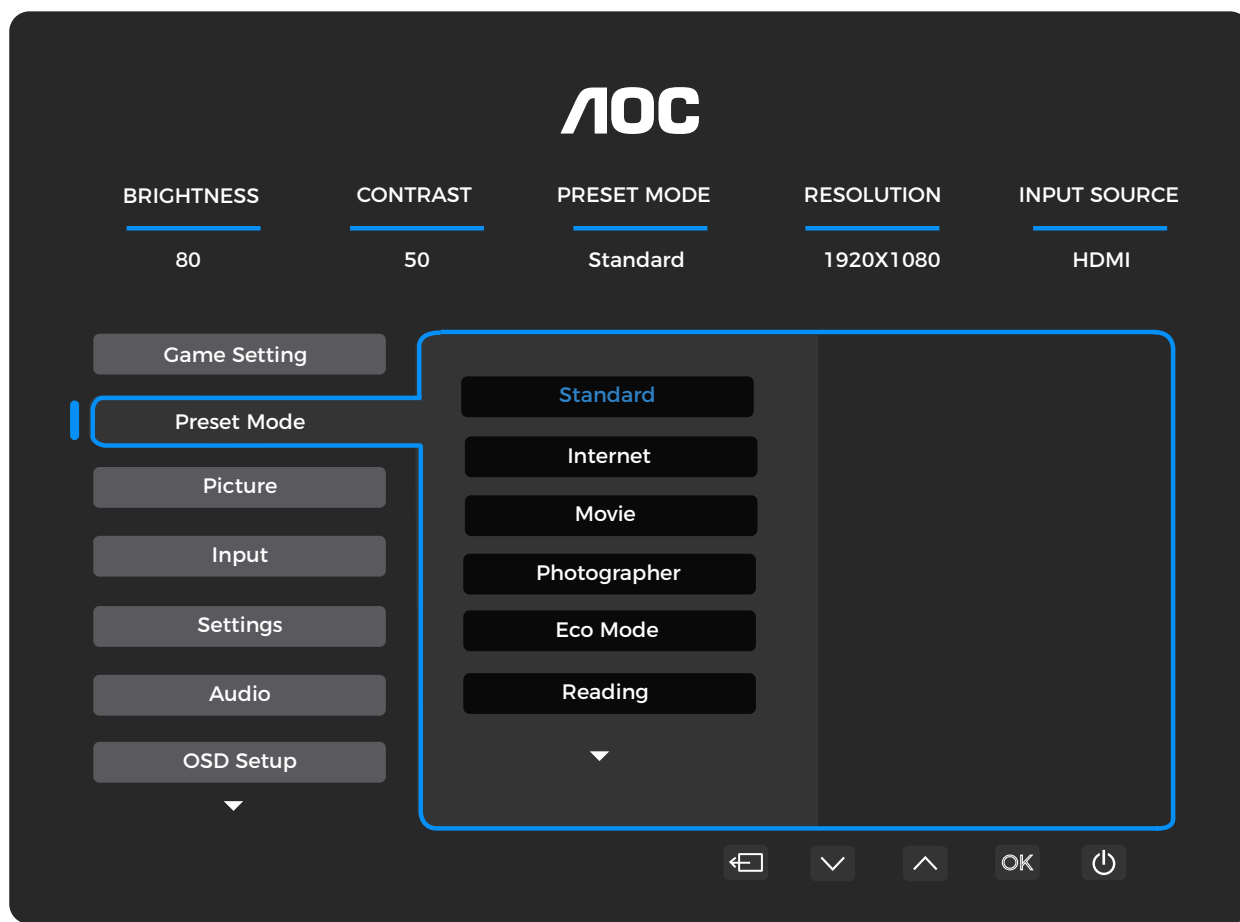 AOC
BRIGHTNESS CONTRAST PRESET MODE RESOLUTION INPUT SOURCE
80 50 Standard 1920X1080 HDMI
Game Setting
Preset Mode
Picture
Input
Settings
Audio
OSD Setup
Standard
Internet
Movie
Photographer
Eco Mode
Reading
OK